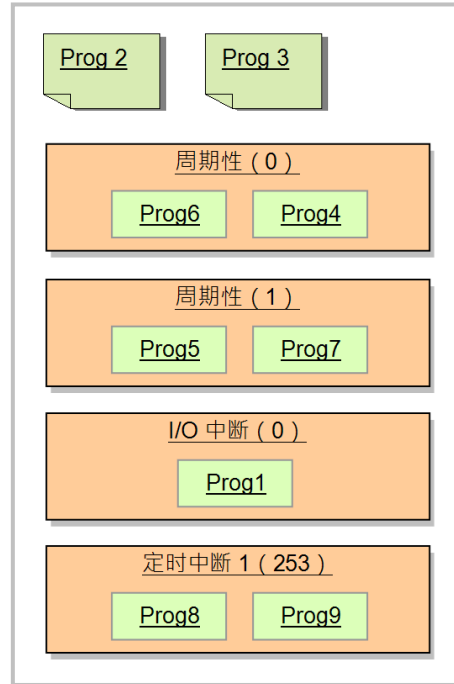 Prog 2 Prog 3
周期性（0）
Prog6 Prog4
周期性（1）
Prog5 Prog7
I/O 中断（0）
Prog1
定时中断 1（253）
Prog8 Prog9